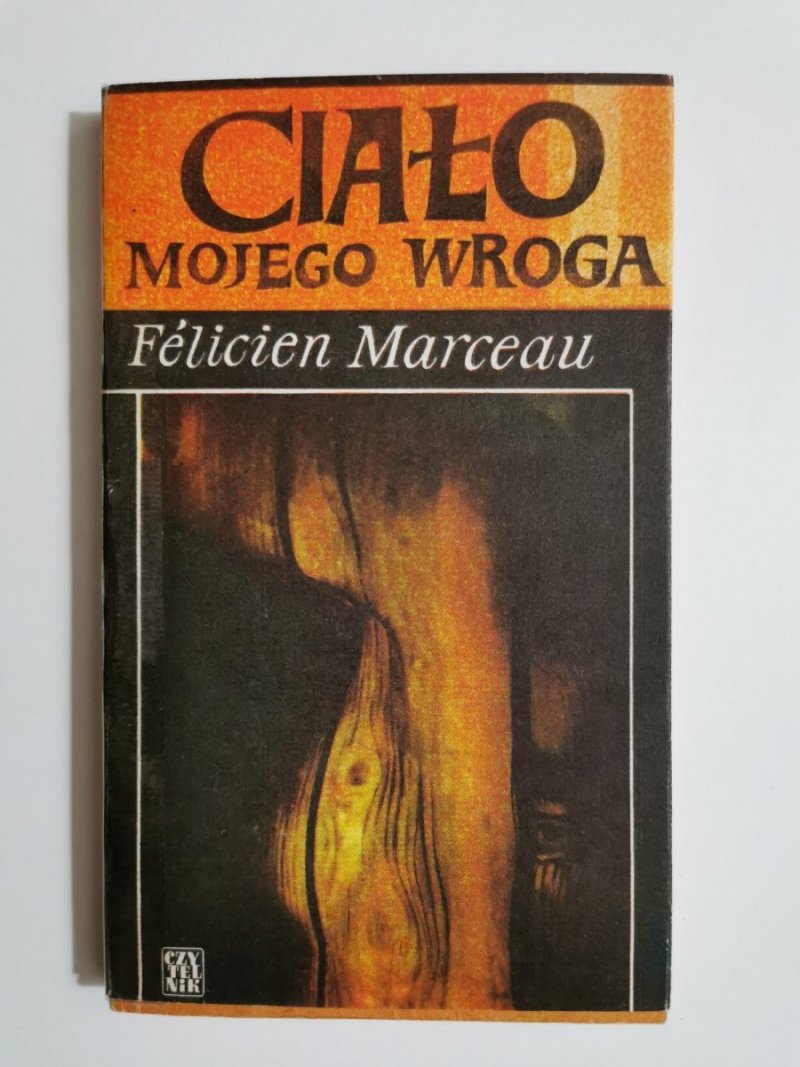 CIAŁO
MOJEGO WROGA
Félicien Marceau
CZY
TEL
NiK